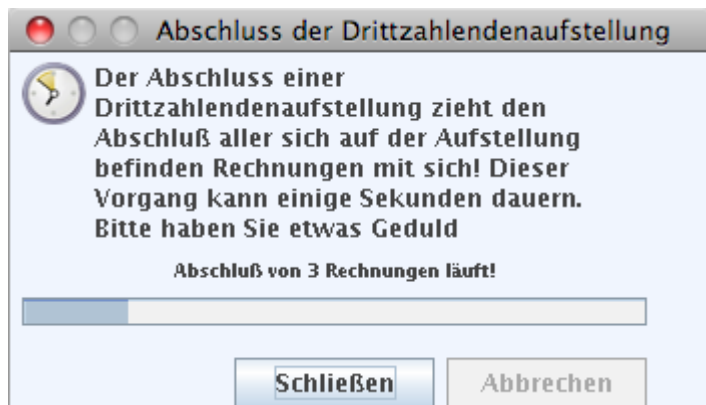 Abschluss der Drittzahlendenaufstellung
Der Abschluss einer
Drittzahlendenaufstellung zieht den
Abschluß aller sich auf der Aufstellung
befinden Rechnungen mit sich! Dieser
Vorgang kann einige Sekunden dauern.
Bitte haben Sie etwas Geduld
Abschluß von 3 Rechnungen läuft!
Schließen Abbrechen